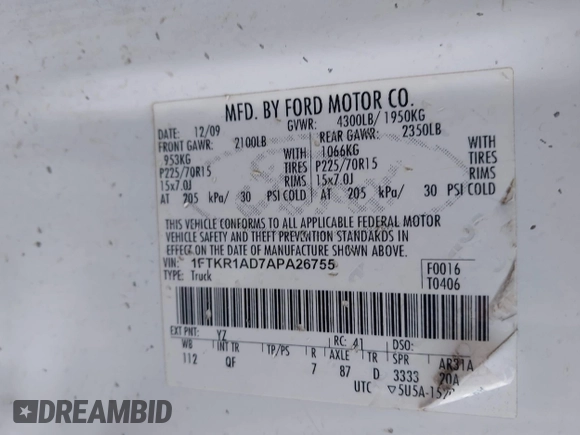 MFD. BY FORD MOTOR CO.
DATE: 12/09 GVWR: 4300LB/ 1950KG
FRONT GAWR: 2100LB REAR GAWR: 2350LB
953KG WITH 1066KG WITH
P225/70R15 TIRES P225/70R15 TIRES
15x7.0J RIMS 15x7.0J RIMS
AT 205 kPa/ 30 PSI COLD AT 205 kPa/ 30 PSI COLD
THIS VEHICLE CONFORMS TO ALL APPLICABLE FEDERAL MOTOR
VEHICLE SAFETY AND THEFT PREVENTION STANDARDS IN
EFFECT ON THE DATE OF MANUFACTURE SHOWN ABOVE.
VIN: 1FTKR1AD7APA26755 F0016
TYPE: Truck T0406
EXT PNT: YZ RC: 41 DSO:
WB INT TR TP/PS R AXLE TR SPR AR31A
112 QF 7 87 D 3333 20A
UTC ▽5U5A-15
DREAMBID